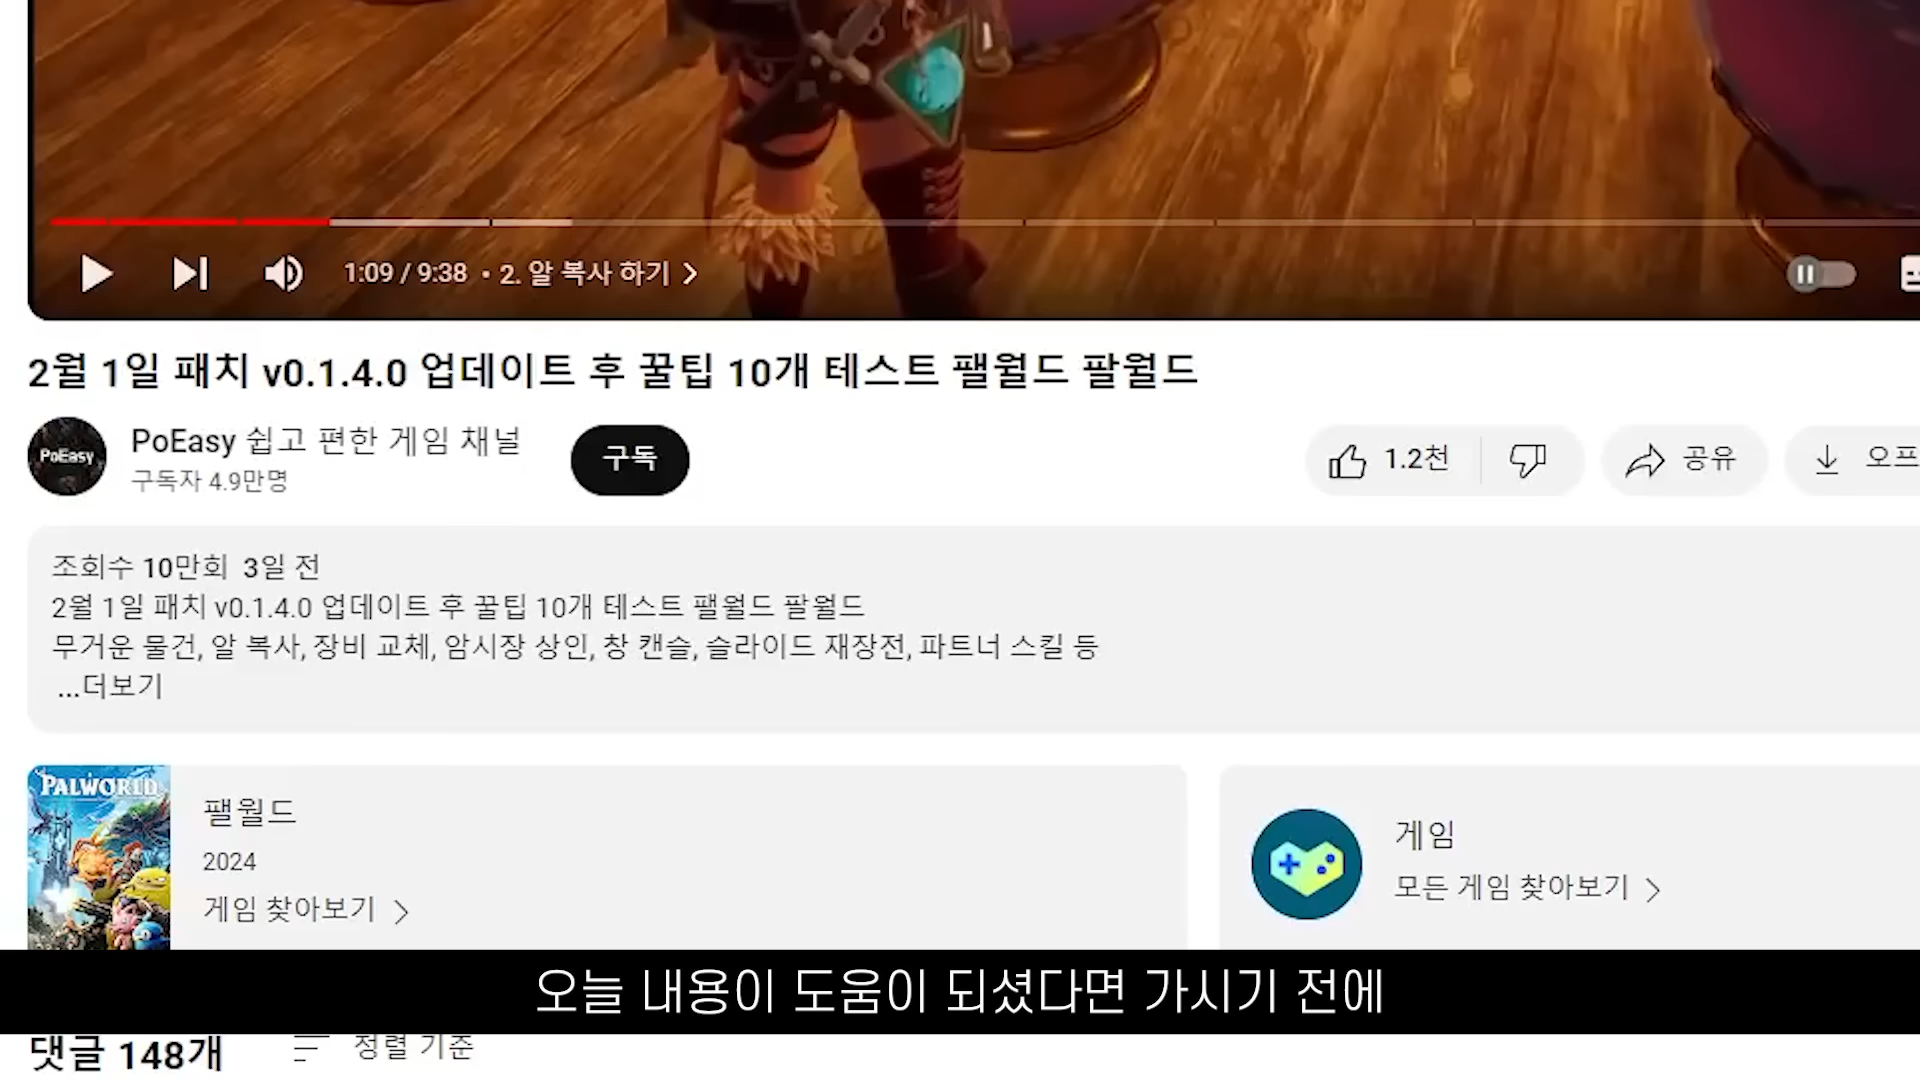 1:09 / 9:38 • 2. 알 복사 하기
2월 1일 패치 v0.1.4.0 업데이트 후 꿀팁 10개 테스트 팰월드 팔월드
PoEasy
PoEasy 쉽고 편한 게임 채널
구독자 4.9만명
구독
1.2천
공유
오프
조회수 10만회 3일 전
2월 1일 패치 v0.1.4.0 업데이트 후 꿀팁 10개 테스트 팰월드 팔월드
무거운 물건, 알 복사, 장비 교체, 암시장 상인, 창 캔슬, 슬라이드 재장전, 파트너 스킬 등
...더보기
PALWORLD
팰월드
2024
게임 찾아보기
게임
모든 게임 찾아보기
오늘 내용이 도움이 되셨다면 가시기 전에
댓글 148개
정렬 기준